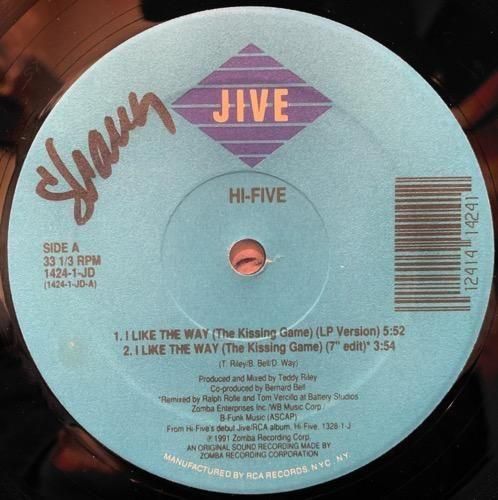 JIVE
Shawn
HI-FIVE
SIDE A
33 1/3 RPM
1424-1-JD
(1424-1-JD-A)
12414 14241
1. I LIKE THE WAY (The Kissing Game) (LP Version) 5:52
2. I LIKE THE WAY (The Kissing Game) (7" edit)* 3:54
(T. Riley/B. Bell/D. Way)
Produced and Mixed by Teddy Riley
Co-produced by Bernard Bell
*Remixed by Ralph Rolle and Tom Vercillo at Battery Studios
Zomba Enterprises Inc./WB Music Corp./
B-Funk Music (ASCAP)
From Hi-Five's debut Jive/RCA album, Hi-Five, 1328-1-J
℗1991 Zomba Recording Corp.
AN ORIGINAL SOUND RECORDING MADE BY
ZOMBA RECORDING CORPORATION
MANUFACTURED BY RCA RECORDS, NYC, NY.